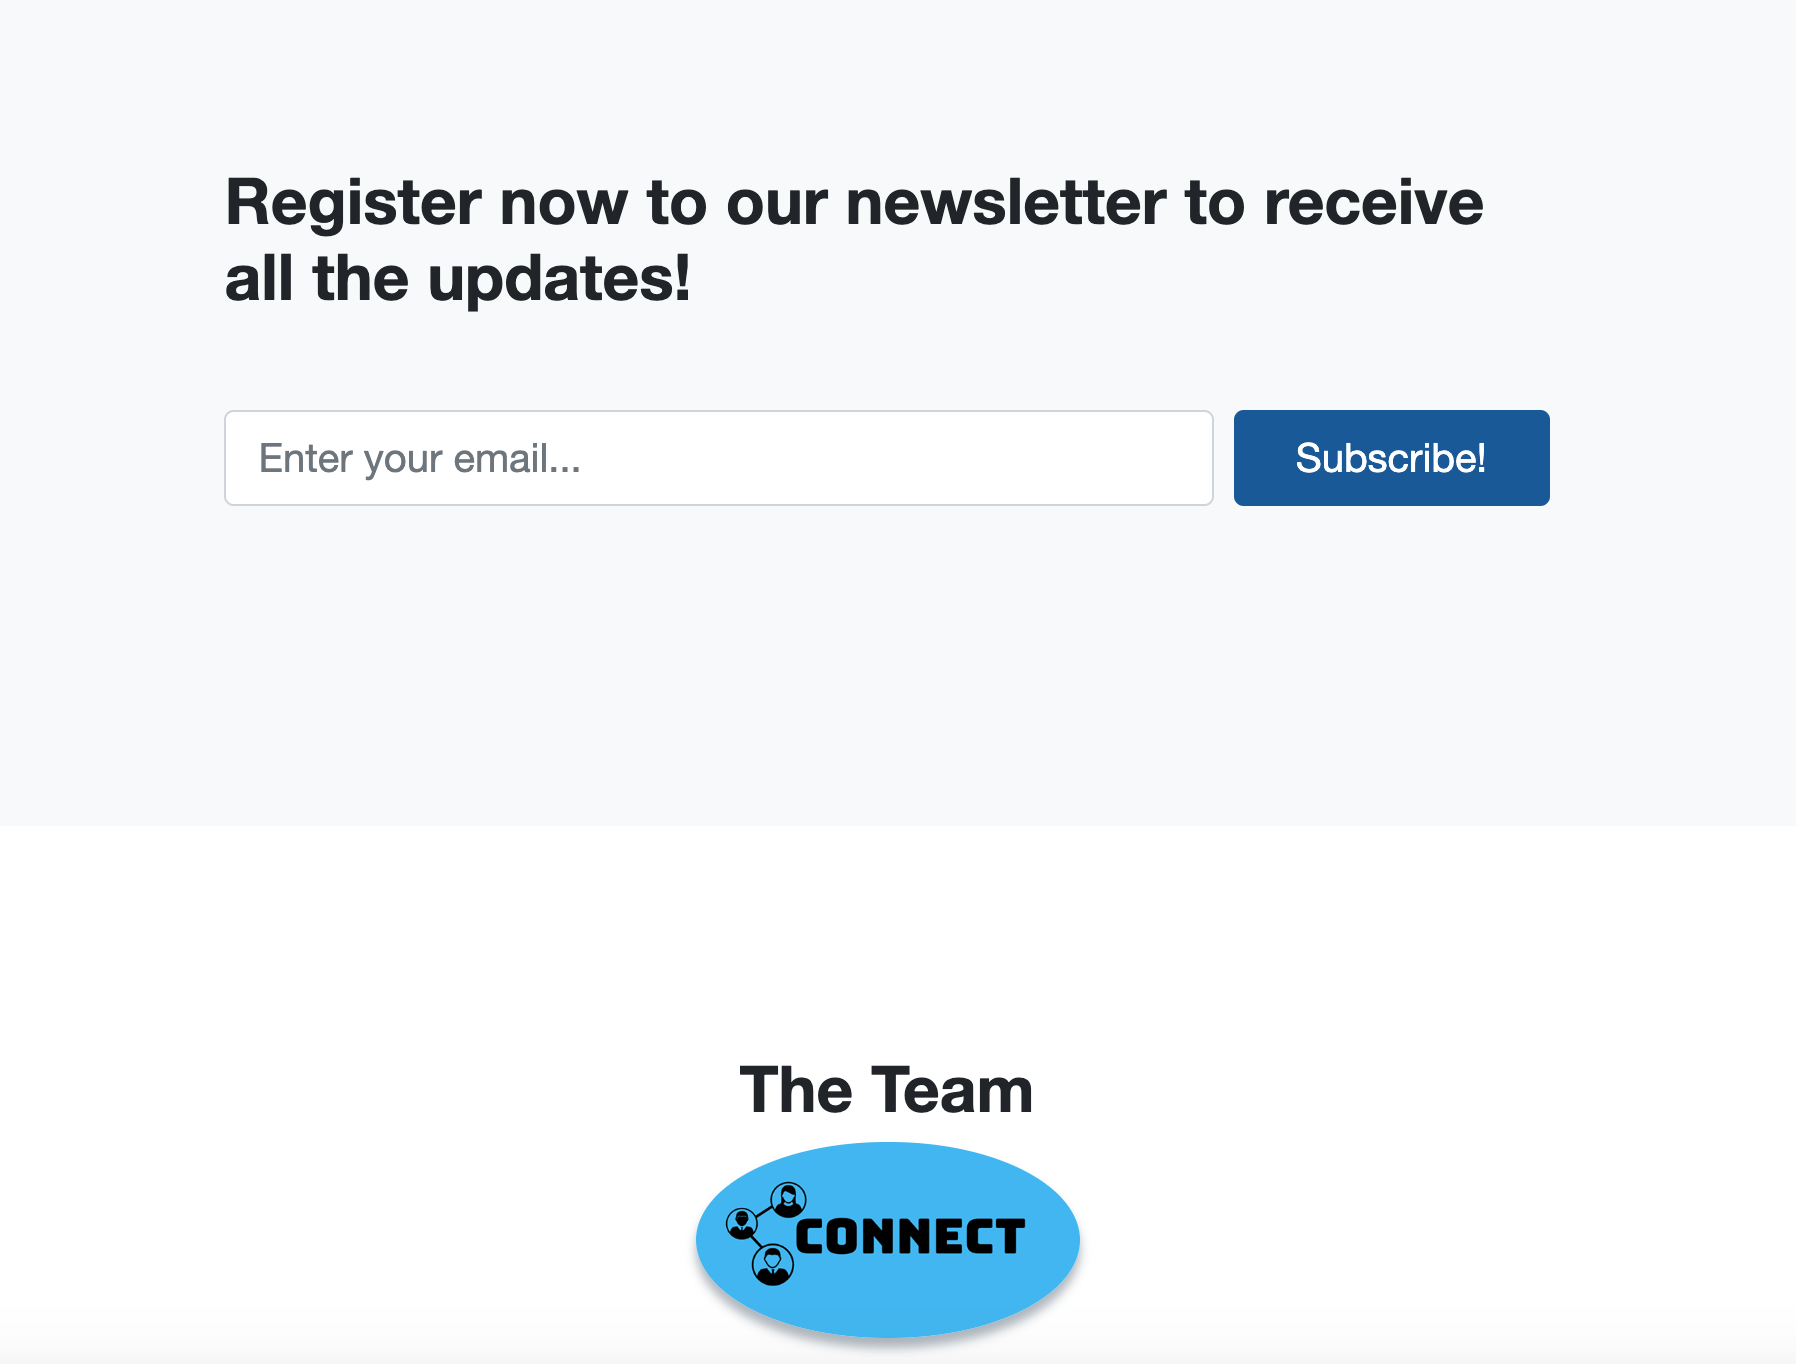 Register now to our newsletter to receive
all the updates!
Enter your email...
Subscribe!
The Team
CONNECT